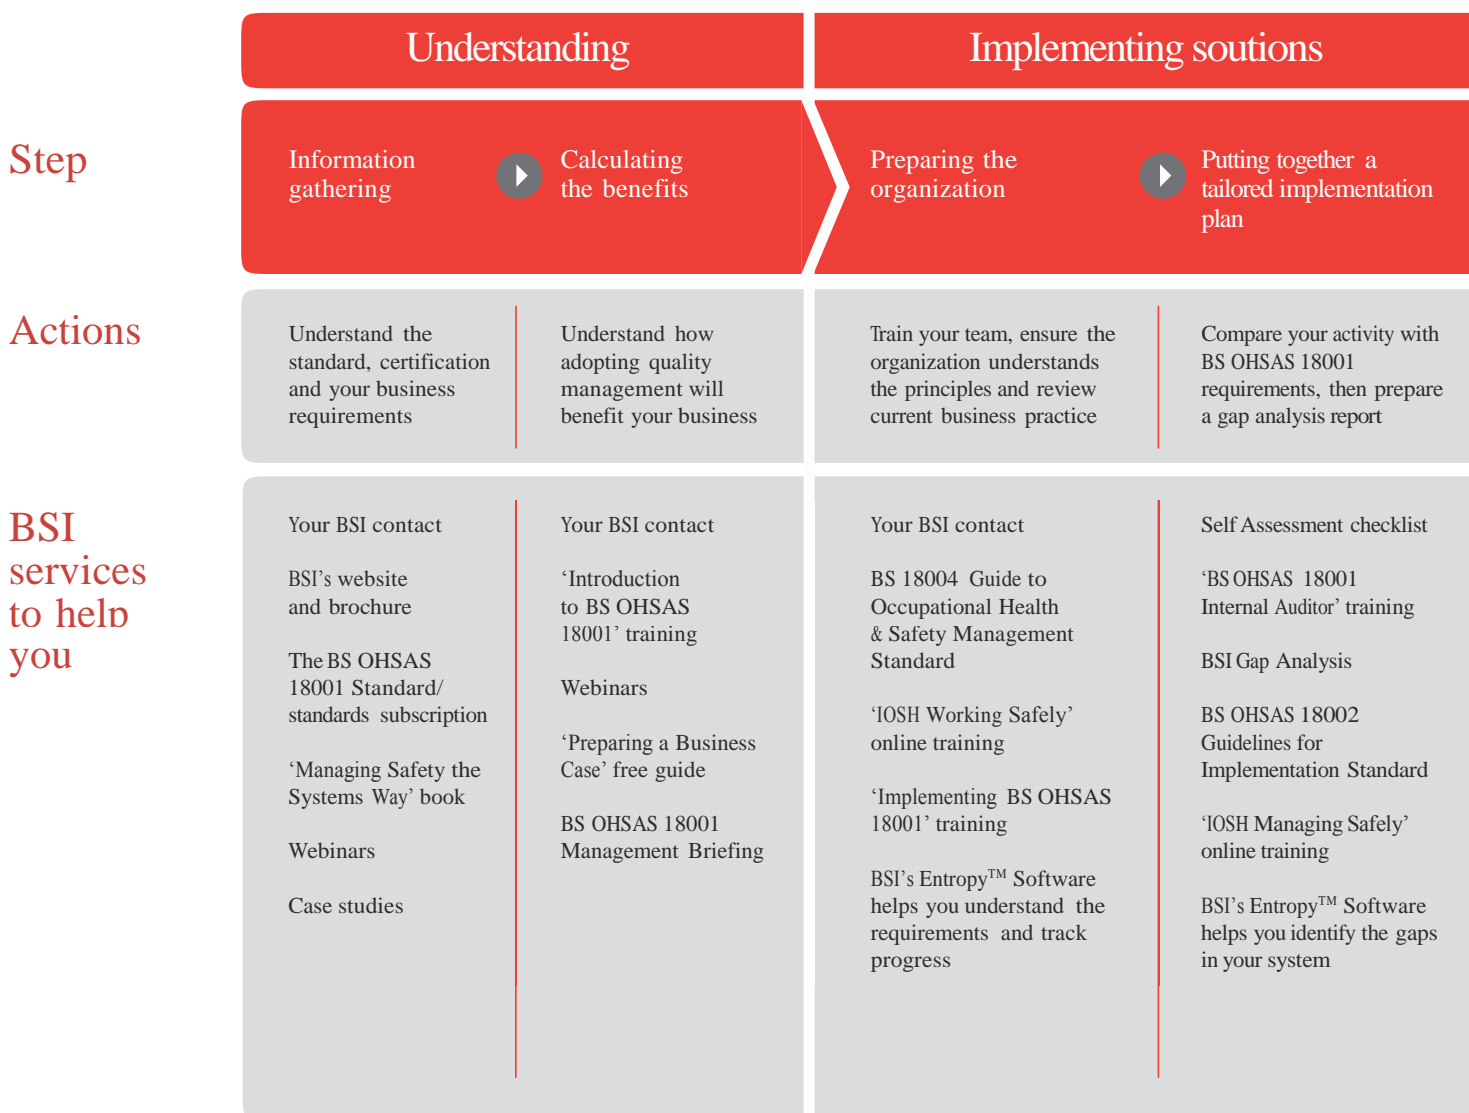 Understanding
Implementing soutions
Step
Information
gathering
Calculating
the benefits
Preparing the
organization
Putting together a
tailored implementation
plan
Actions
Understand the
standard, certification
and your business
requirements
Understand how
adopting quality
management will
benefit your business
Train your team, ensure the
organization understands
the principles and review
current business practice
Compare your activity with
BS OHSAS 18001
requirements, then prepare
a gap analysis report
BSI
services
to help
you
Your BSI contact
BSI's website
and brochure
The BS OHSAS
18001 Standard/
standards subscription
‘Managing Safety the
Systems Way’ book
Webinars
Case studies
Your BSI contact
‘Introduction
to BS OHSAS
18001’ training
Webinars
‘Preparing a Business
Case’ free guide
BS OHSAS 18001
Management Briefing
Your BSI contact
BS 18004 Guide to
Occupational Health
& Safety Management
Standard
‘IOSH Working Safely’
online training
‘Implementing BS OHSAS
18001’ training
BSI's Entropy™ Software
helps you understand the
requirements and track
progress
Self Assessment checklist
‘BS OHSAS 18001
Internal Auditor’ training
BSI Gap Analysis
BS OHSAS 18002
Guidelines for
Implementation Standard
‘IOSH Managing Safely’
online training
BSI's Entropy™ Software
helps you identify the gaps
in your system